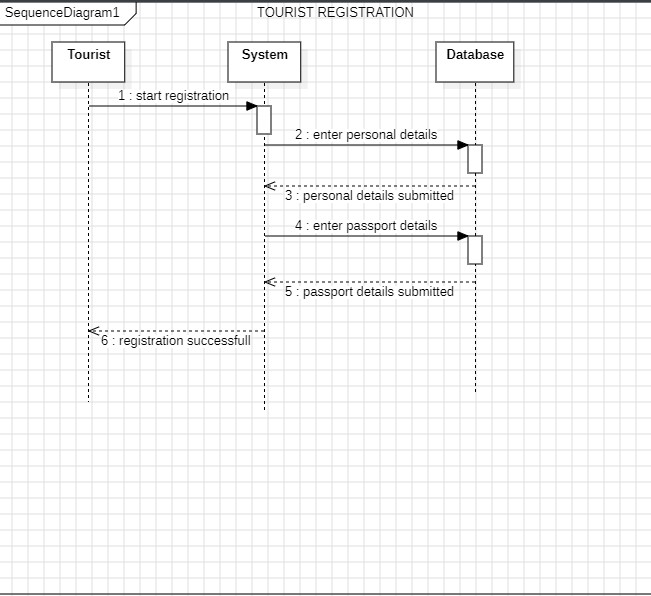 SequenceDiagram1
TOURIST REGISTRATION
Tourist
System
Database
1 : start registration
2 : enter personal details
3 : personal details submitted
4 : enter passport details
5 : passport details submitted
6 : registration successfull